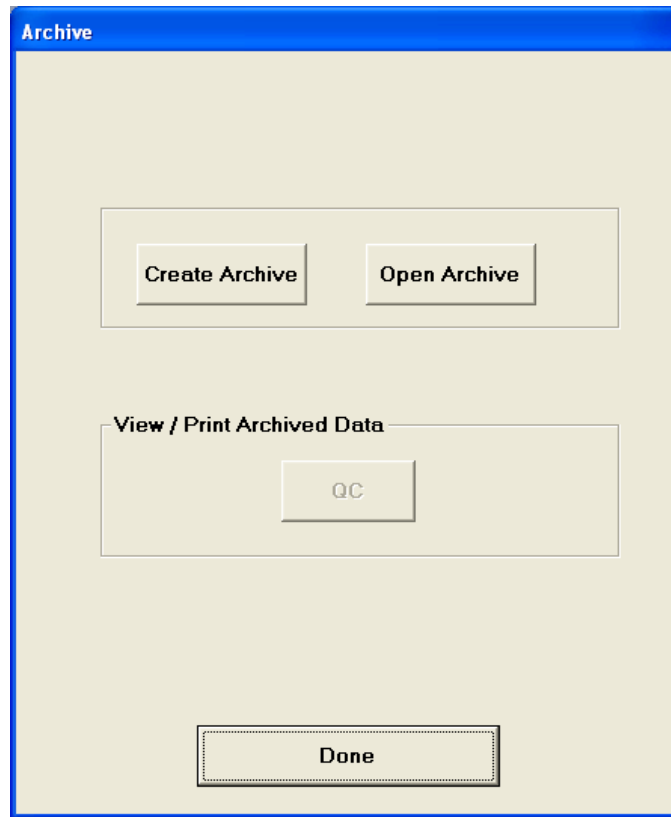 Archive
Create Archive Open Archive
View / Print Archived Data
QC
Done